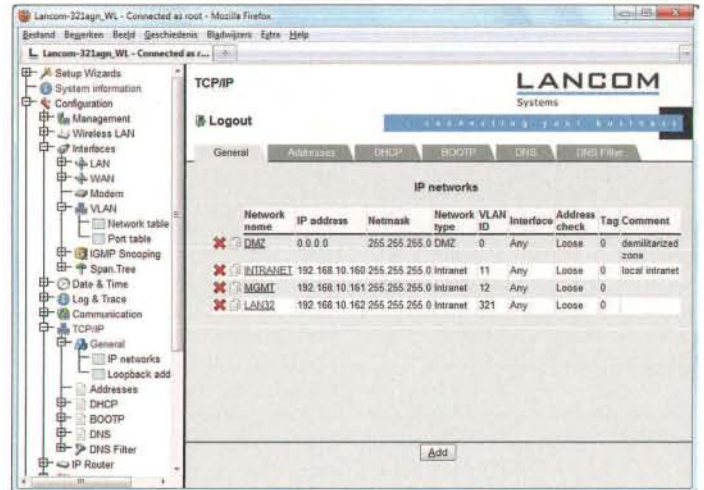 Lancom-321agn_WL - Connected as root - Mozilla Firefox
Bestand Bewerken Beeld Geschiedenis Bladwijzers Extra Help
Lancom-321agn_WL - Connected as r...
Setup Wizards
System information
Configuration
Management
Wireless LAN
Interfaces
LAN
WAN
Modem
VLAN
Network table
Port table
IGMP Snooping
Span.Tree
Date & Time
Log & Trace
Communication
TCP/IP
General
IP networks
Loopback add
Addresses
DHCP
BOOTP
DNS
DNS Filter
IP Router
TCP/IP
LANCOM
Systems
Logout
connecting your business
General Addresses DHCP BOOTP DNS DNS Filter
IP networks
Network name IP address Netmask Network type VLAN ID Interface Address check Tag Comment
DMZ 0.0.0.0 255.255.255.0 DMZ 0 Any Loose 0 demilitarized zone
INTRANET 192.168.10.160 255.255.255.0 Intranet 11 Any Loose 0 local intranet
MGMT 192.168.10.161 255.255.255.0 Intranet 12 Any Loose 0
LAN32 192.168.10.162 255.255.255.0 Intranet 321 Any Loose 0
Add